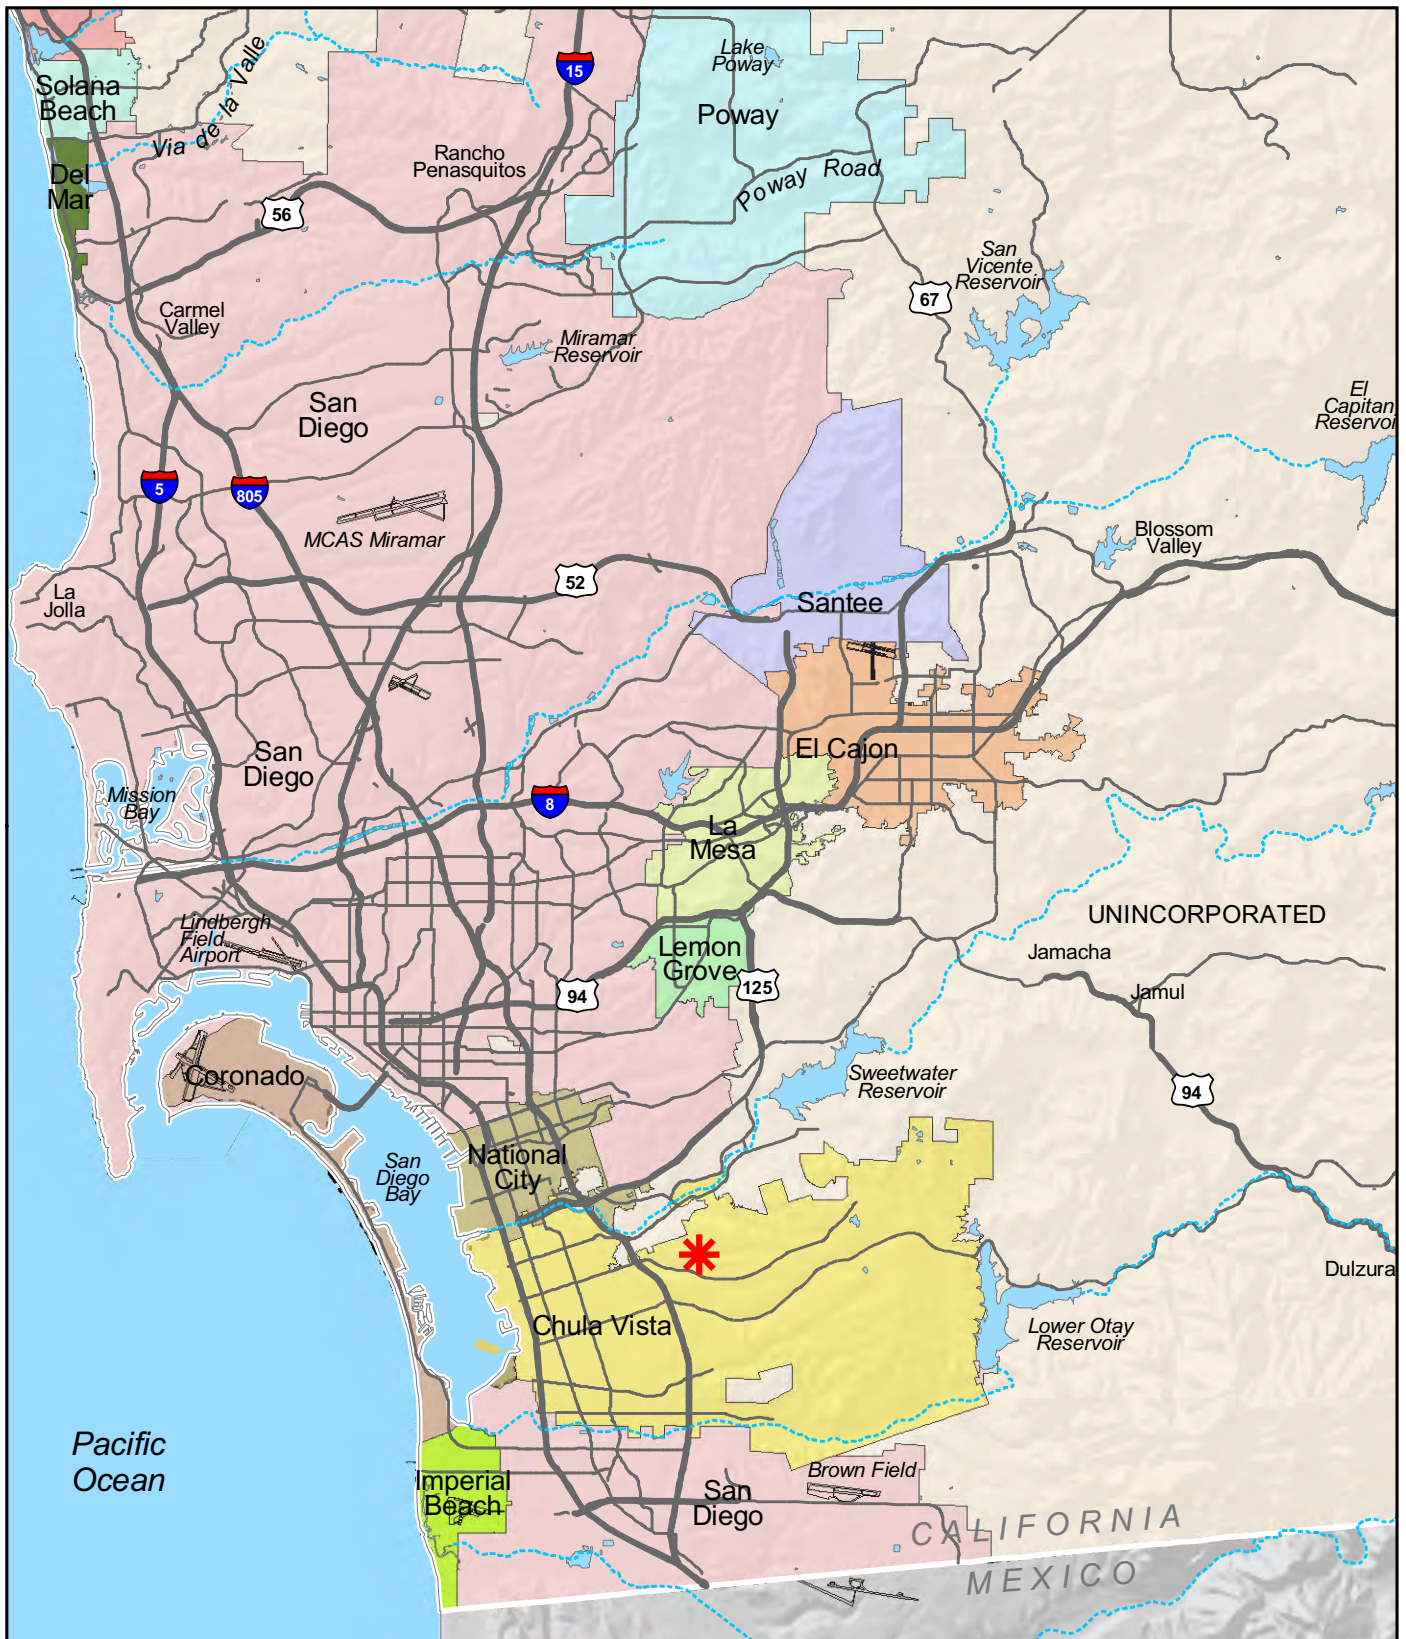 Solana
Beach
Via de la Valle
15
Lake
Poway
Poway
Del
Mar
Rancho
Penasquitos
Poway Road
56
San
Vicente
Reservoir
67
Carmel
Valley
Miramar
Reservoir
San
Diego
El
Capitan
Reservoi
5
805
MCAS Miramar
Blossom
Valley
52
La
Jolla
Santee
San
Diego
El Cajon
Mission
Bay
8
La
Mesa
Lindbergh
Field
Airport
UNINCORPORATED
Lemon
Grove
Jamacha
125
94
Jamul
Coronado
Sweetwater
Reservoir
94
National
City
San
Diego
Bay
Dulzura
Chula Vista
Lower Otay
Reservoir
Pacific
Ocean
Imperial
Beach
Brown Field
San
Diego
CALIFORNIA
MEXICO